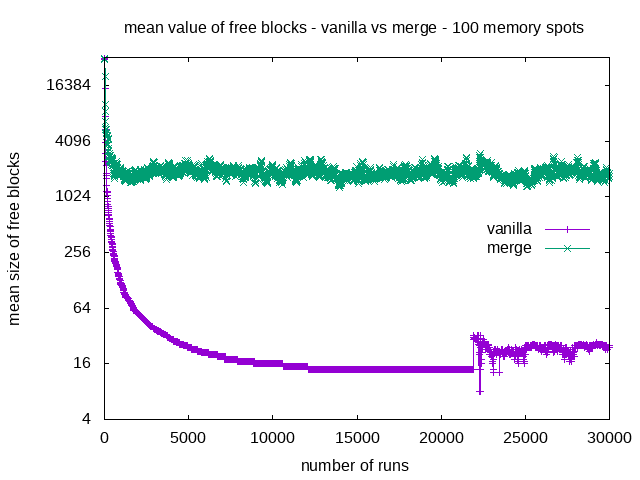 mean value of free blocks - vanilla vs merge - 100 memory spots
mean size of free blocks
16384
4096
1024
256
64
16
4
vanilla
merge
0 5000 10000 15000 20000 25000 30000
number of runs